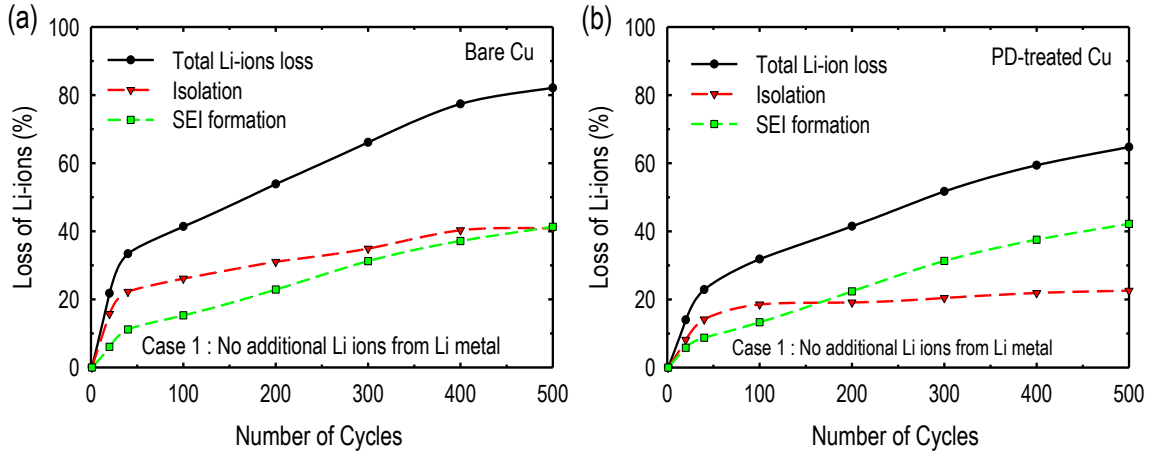 (a)
Bare Cu
Total Li-ions loss
Isolation
SEI formation
Case 1 : No additional Li ions from Li metal
Loss of Li-ions (%)
100
80
60
40
20
0
0 100 200 300 400 500
Number of Cycles
(b)
PD-treated Cu
Total Li-ion loss
Isolation
SEI formation
Case 1 : No additional Li ions from Li metal
Loss of Li-ions (%)
100
80
60
40
20
0
0 100 200 300 400 500
Number of Cycles